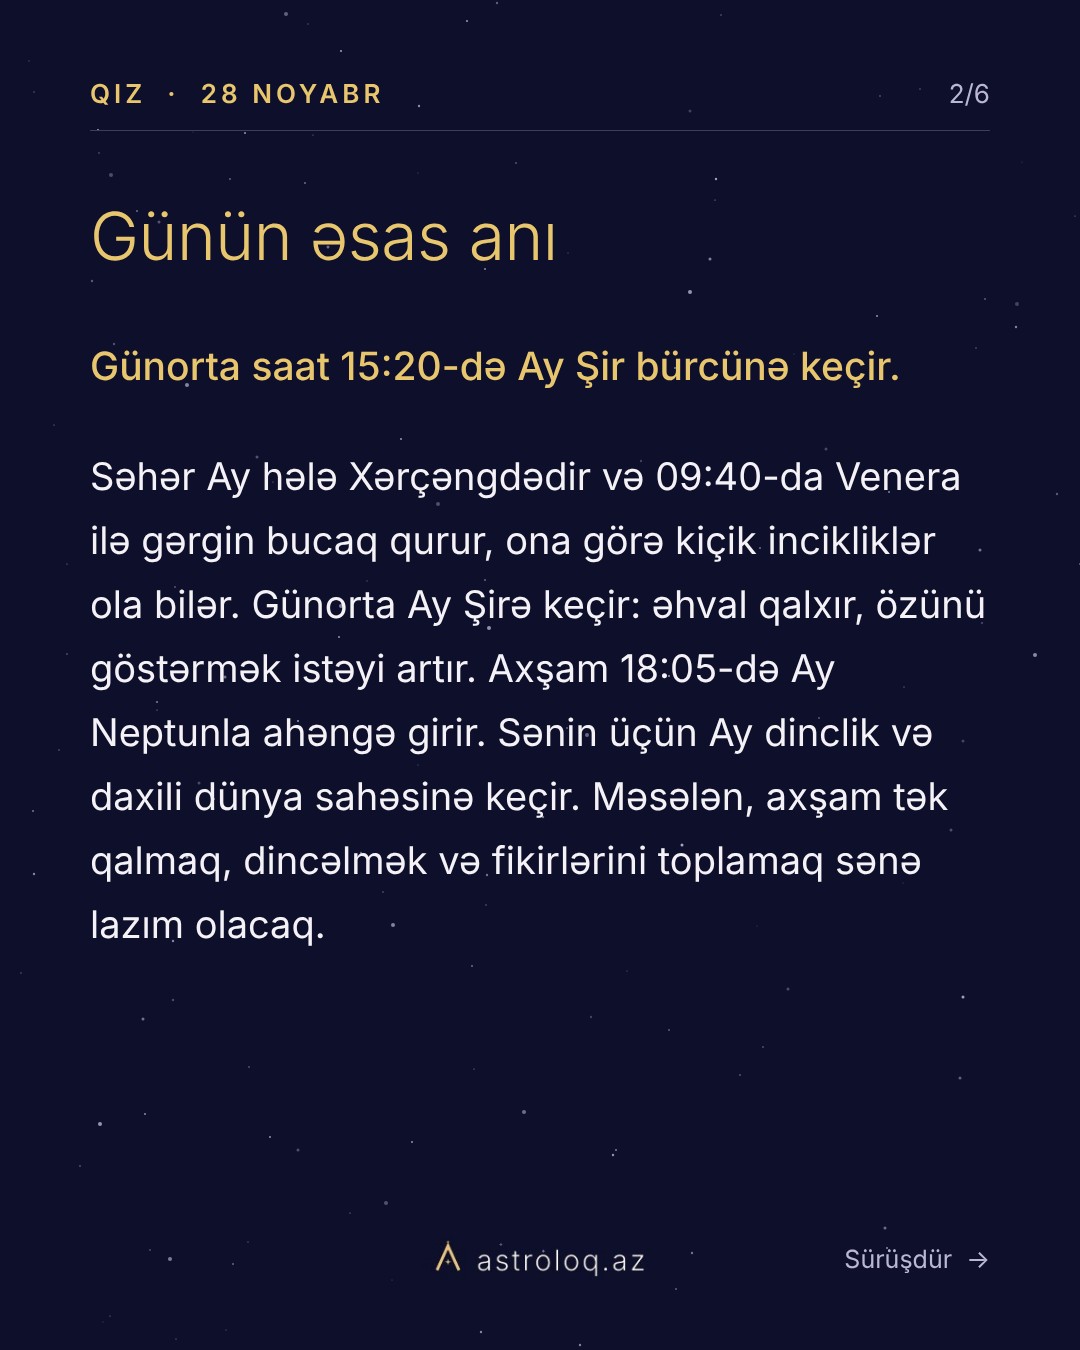 QIZ · 28 NOYABR
2/6
Günün əsas anı
Günorta saat 15:20-də Ay Şir bürcünə keçir.
Səhər Ay hələ Xərçəngdədir və 09:40-da Venera
ilə gərgin bucaq qurur, ona görə kiçik inciklikler
ola bilər. Günorta Ay Şirə keçir: əhval qalxır, özünü
göstərmək istəyi artır. Axşam 18:05-də Ay
Neptunla ahəngə girir. Sənin üçün Ay dinclik və
daxili dünya sahəsinə keçir. Məsələn, axşam tək
qalmaq, dincəlmək və fikirlərini toplamaq sənə
lazım olacaq.
astroloq.az
Sürüşdür →